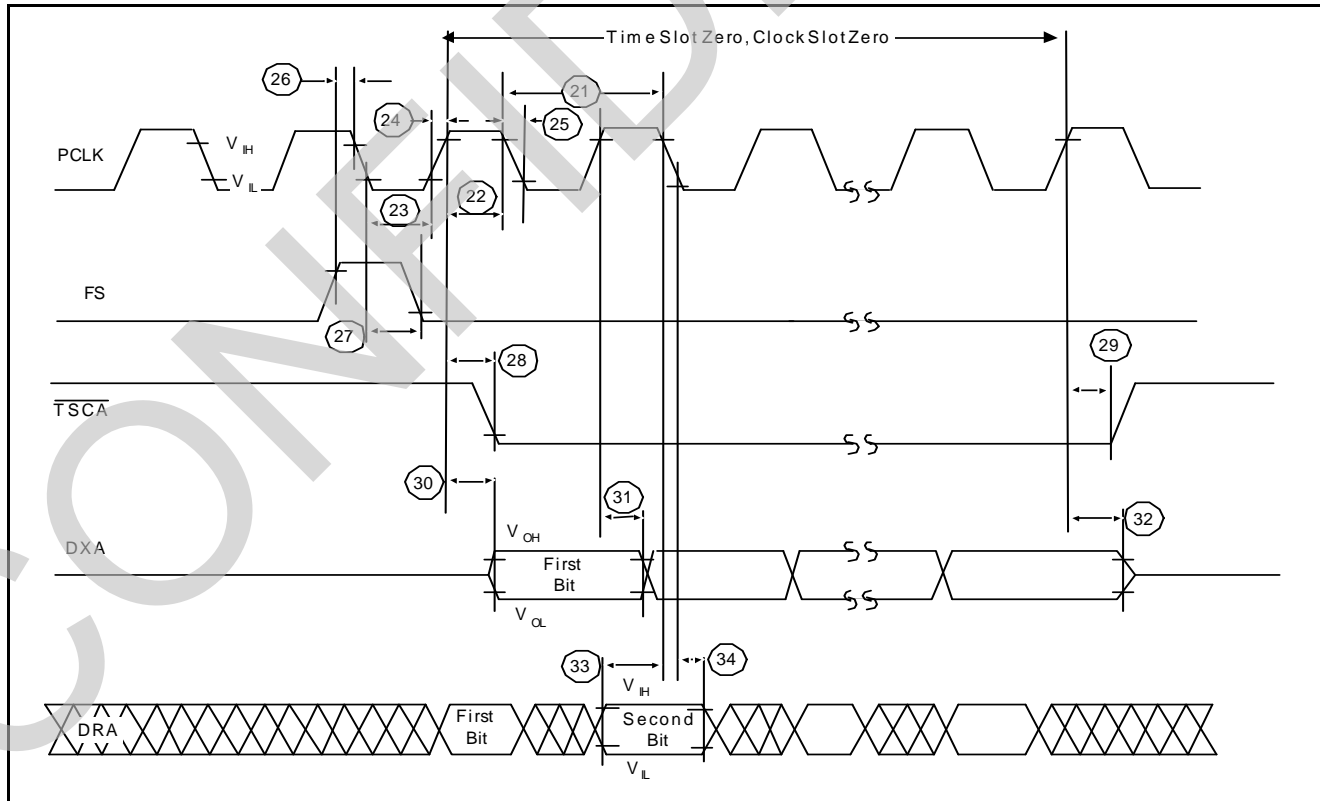 Time Slot Zero, Clock Slot Zero
26
21
24
25
PCLK
V IH
V IL
22
23
FS
27
28
29
TSCA
30
31
32
DXA
V OH
First
Bit
V OL
33
34
V IH
DRA
First
Bit
Second
Bit
V IL
CONFID